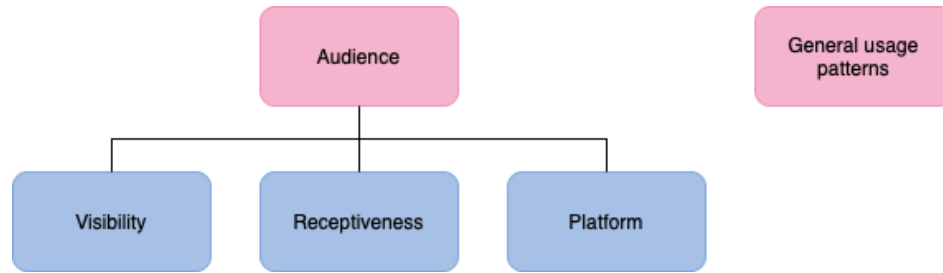 Audience
General usage
patterns
Visibility
Receptiveness
Platform